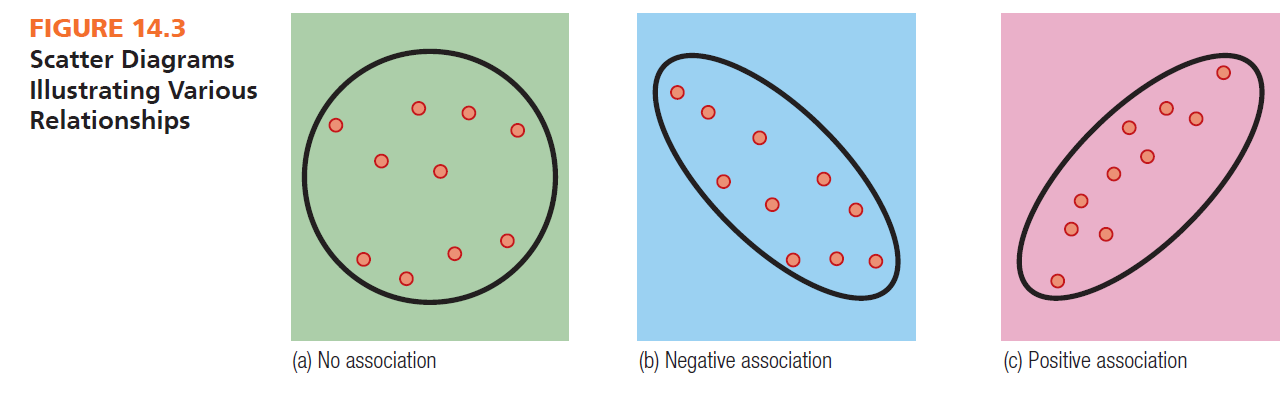 FIGURE 14.3
Scatter Diagrams
Illustrating Various
Relationships
(a) No association
(b) Negative association
(c) Positive association